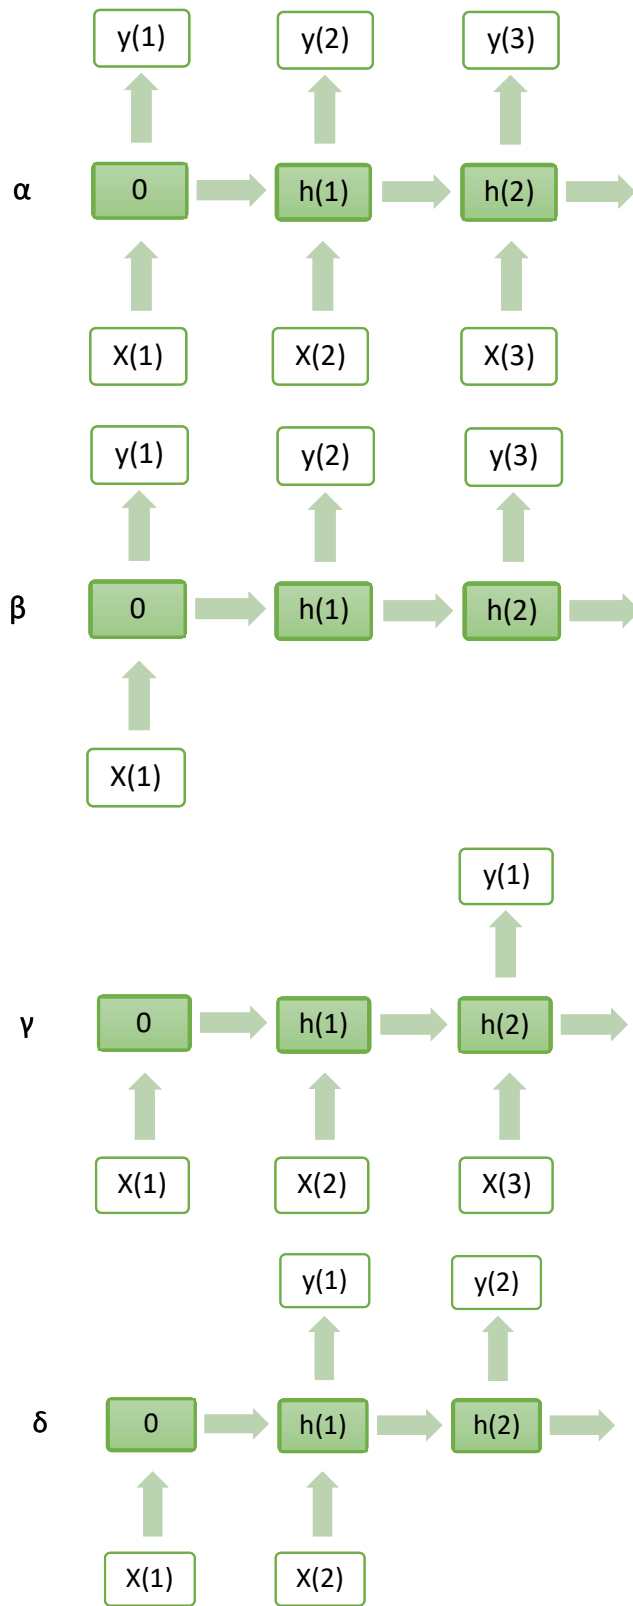 y(1) y(2) y(3)
α 0 h(1) h(2)
X(1) X(2) X(3)
y(1) y(2) y(3)
β 0 h(1) h(2)
X(1)
y(1)
γ 0 h(1) h(2)
X(1) X(2) X(3)
y(1) y(2)
δ 0 h(1) h(2)
X(1) X(2)